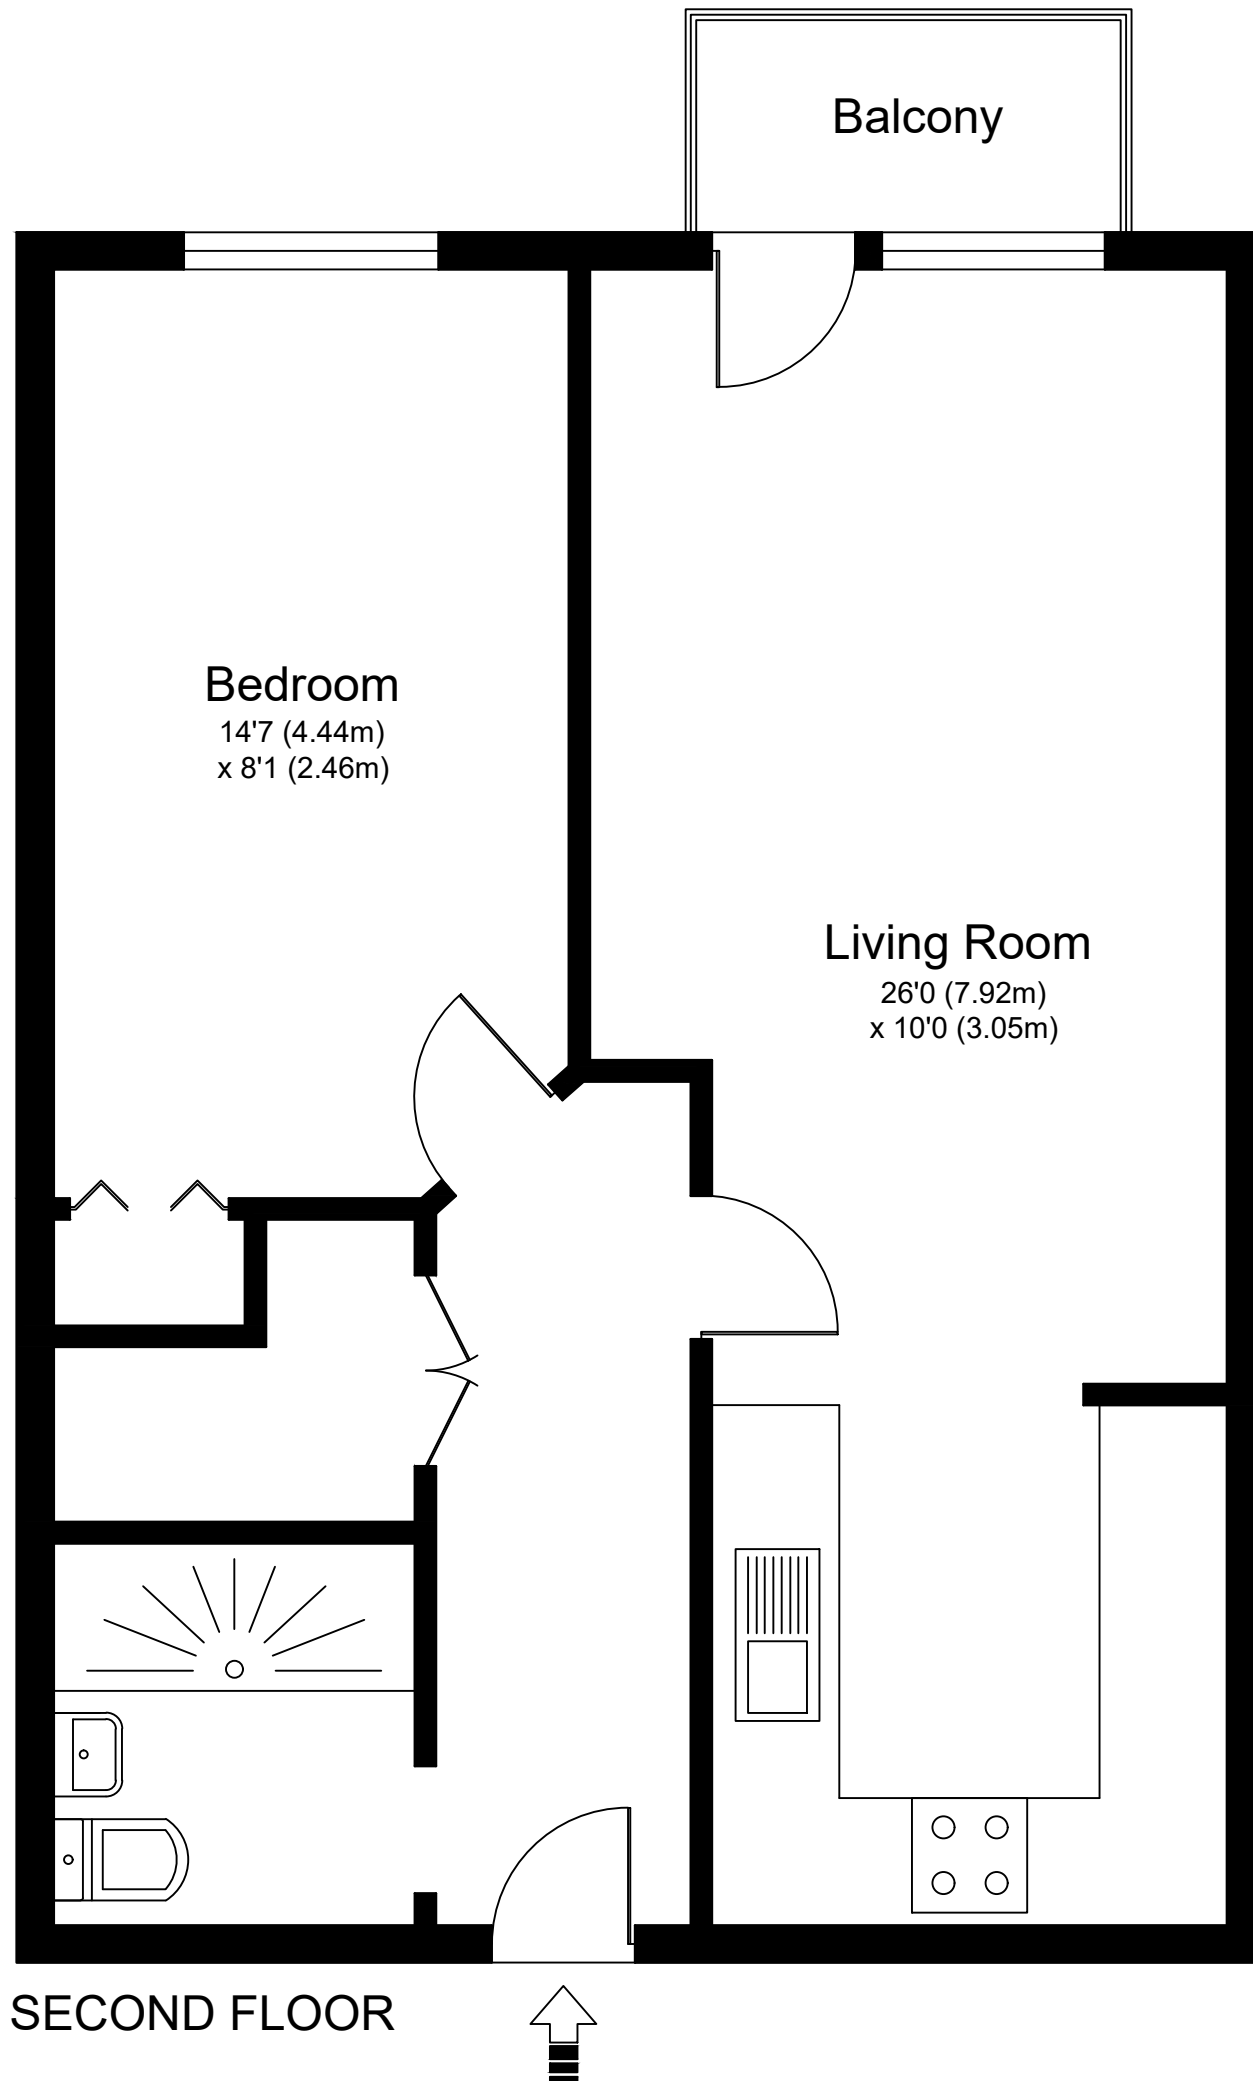 Balcony
Bedroom
14'7 (4.44m)
x 8'1 (2.46m)
Living Room
26'0 (7.92m)
x 10'0 (3.05m)
SECOND FLOOR